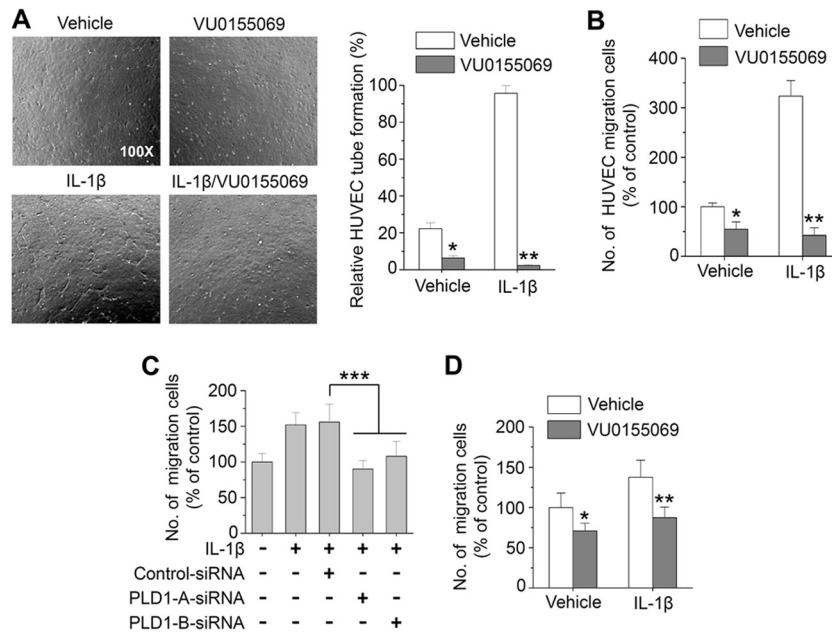 A
Vehicle
VU0155069
100X
IL-1β
IL-1β/VU0155069
Relative HUVEC tube formation (%)
100
80
60
40
20
0
Vehicle
VU0155069
*
**
Vehicle
IL-1β
B
No. of HUVEC migration cells
(% of control)
400
300
200
100
0
Vehicle
VU0155069
*
**
Vehicle
IL-1β
C
No. of migration cells
(% of control)
200
150
100
50
0
***
IL-1β - + + + +
Control-siRNA - - + - -
PLD1-A-siRNA - - - + -
PLD1-B-siRNA - - - - +
D
No. of migration cells
(% of control)
200
150
100
50
0
Vehicle
VU0155069
*
**
Vehicle
IL-1β